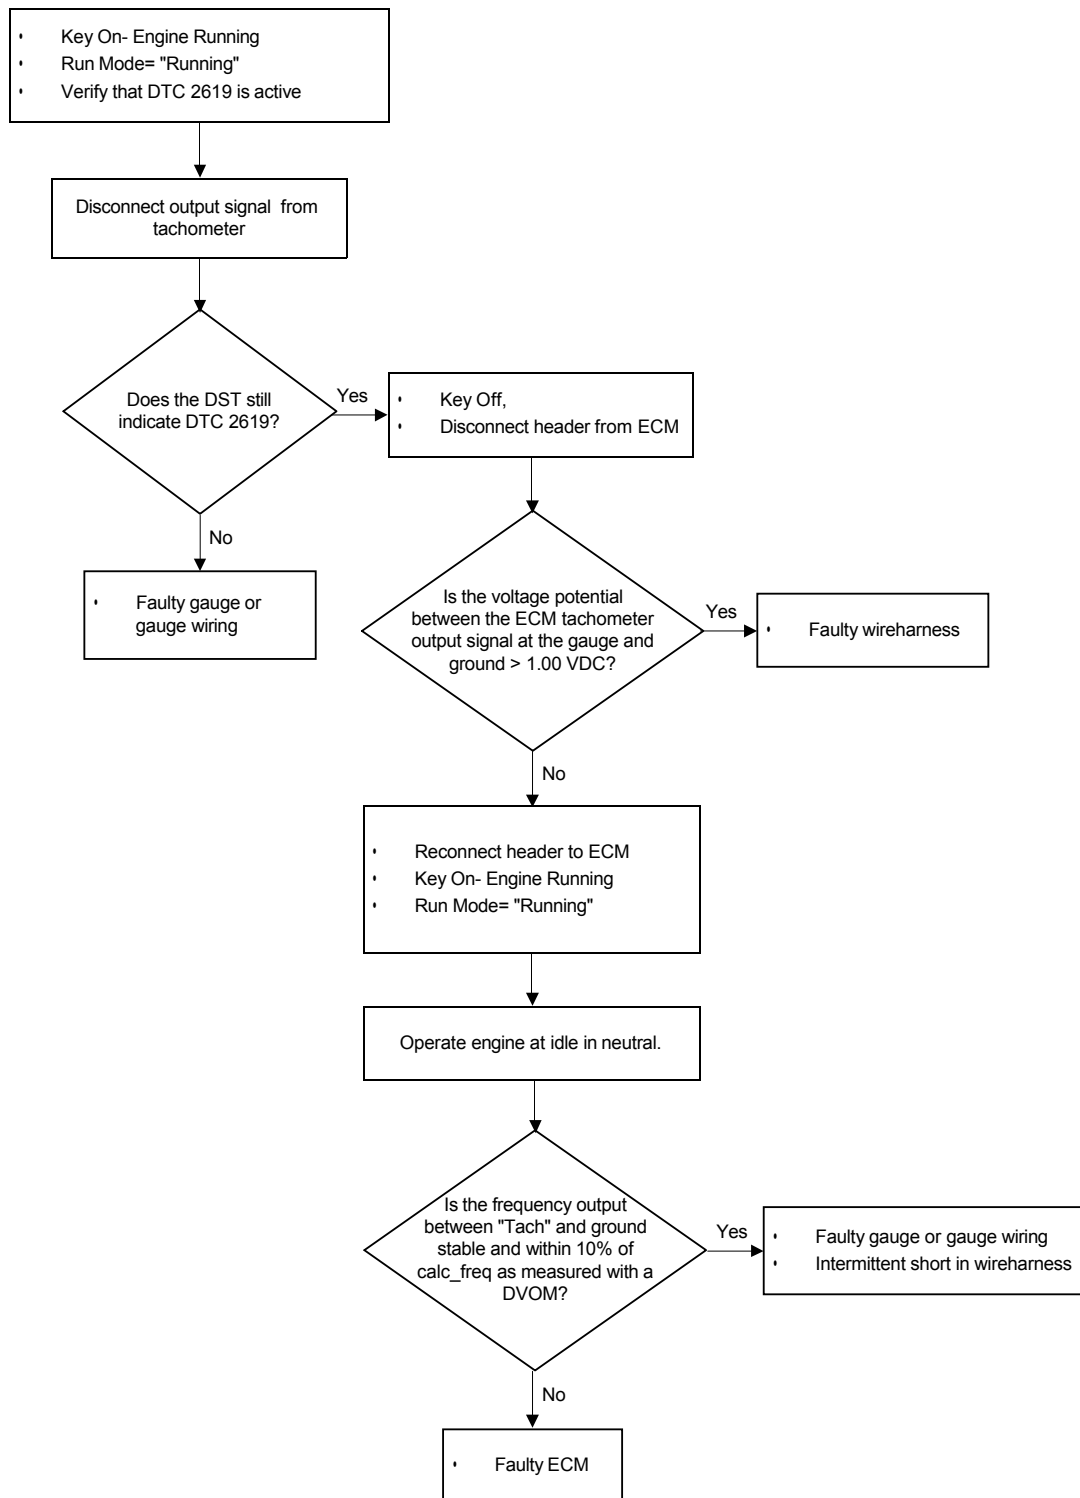 • Key On- Engine Running
• Run Mode= "Running"
• Verify that DTC 2619 is active
Disconnect output signal from
tachometer
Does the DST still
indicate DTC 2619?
Yes
• Key Off,
• Disconnect header from ECM
No
• Faulty gauge or
gauge wiring
Is the voltage potential
between the ECM tachometer
output signal at the gauge and
ground > 1.00 VDC?
Yes
• Faulty wireharness
No
• Reconnect header to ECM
• Key On- Engine Running
• Run Mode= "Running"
Operate engine at idle in neutral.
Is the frequency output
between "Tach" and ground
stable and within 10% of
calc_freq as measured with a
DVOM?
Yes
• Faulty gauge or gauge wiring
• Intermittent short in wireharness
No
• Faulty ECM